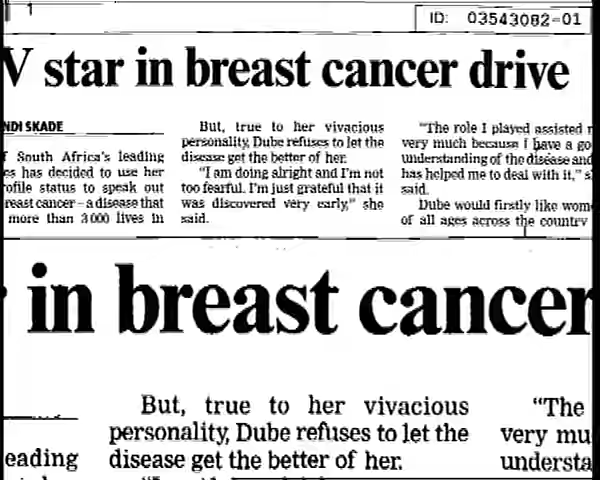 1
ID: 03543082-01
V star in breast cancer drive
NDI SKADE
f South Africa's leading
es has decided to use her
ofile status to speak out
reast cancer – a disease that
more than 3 000 lives in
But, true to her vivacious
personality, Dube refuses to let the
disease get the better of her.
"I am doing alright and I'm not
too fearful. I'm just grateful that it
was discovered very early," she
said.
"The role I played assisted
very much because I have a go
understanding of the disease and
has helped me to deal with it," s
said.
Dube would firstly like wom
of all ages across the country
in breast cancer
eading
But, true to her vivacious
personality, Dube refuses to let the
disease get the better of her.
"The
very mu
understa